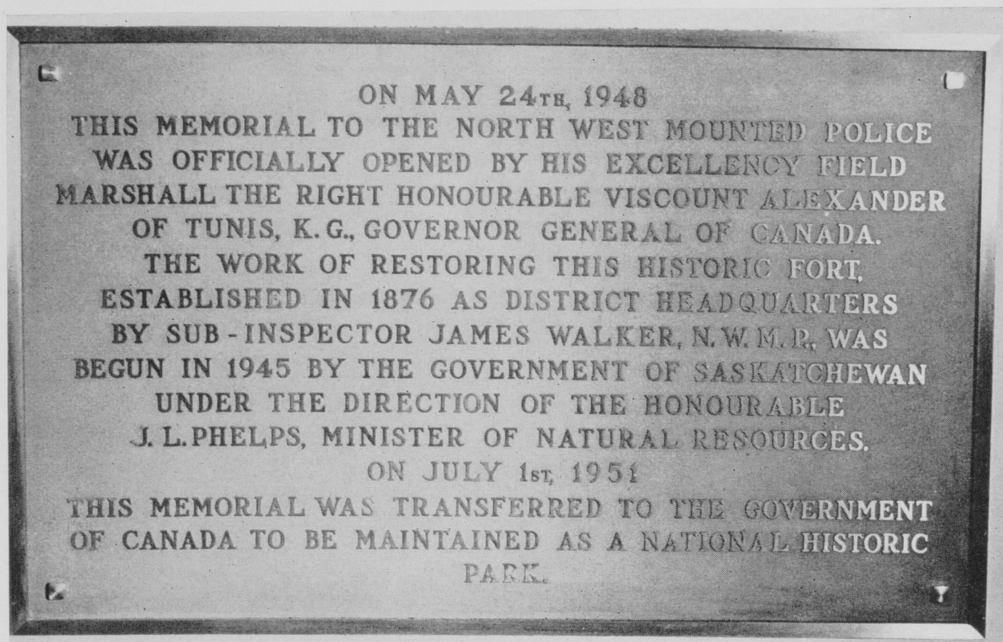 ON MAY 24TH, 1948
THIS MEMORIAL TO THE NORTH WEST MOUNTED POLICE
WAS OFFICIALLY OPENED BY HIS EXCELLENCY FIELD
MARSHALL THE RIGHT HONOURABLE VISCOUNT ALEXANDER
OF TUNIS, K.G., GOVERNOR GENERAL OF CANADA.
THE WORK OF RESTORING THIS HISTORIC FORT,
ESTABLISHED IN 1876 AS DISTRICT HEADQUARTERS
BY SUB-INSPECTOR JAMES WALKER, N.W.M.P., WAS
BEGUN IN 1945 BY THE GOVERNMENT OF SASKATCHEWAN
UNDER THE DIRECTION OF THE HONOURABLE
J.L. PHELPS, MINISTER OF NATURAL RESOURCES.
ON JULY 1ST, 1951
THIS MEMORIAL WAS TRANSFERRED TO THE GOVERNMENT
OF CANADA TO BE MAINTAINED AS A NATIONAL HISTORIC
PARK.